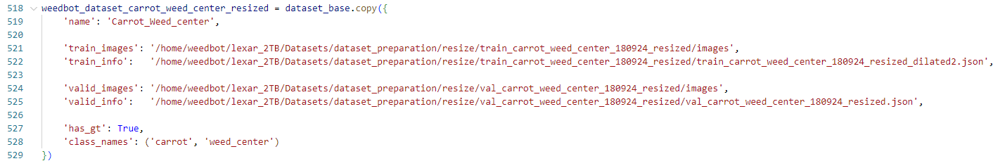 518 weedbot_dataset_carrot_weed_center_resized = dataset_base.copy({
519     'name': 'Carrot_Weed_center',
520
521     'train_images': '/home/weedbot/lexar_2TB/Datasets/dataset_preparation/resize/train_carrot_weed_center_180924_resized/images',
522     'train_info':   '/home/weedbot/lexar_2TB/Datasets/dataset_preparation/resize/train_carrot_weed_center_180924_resized/train_carrot_weed_center_180924_resized_dilated2.json',
523
524     'valid_images': '/home/weedbot/lexar_2TB/Datasets/dataset_preparation/resize/val_carrot_weed_center_180924_resized/images',
525     'valid_info':   '/home/weedbot/lexar_2TB/Datasets/dataset_preparation/resize/val_carrot_weed_center_180924_resized/val_carrot_weed_center_180924_resized.json',
526
527     'has_gt': True,
528     'class_names': ('carrot', 'weed_center')
529 })